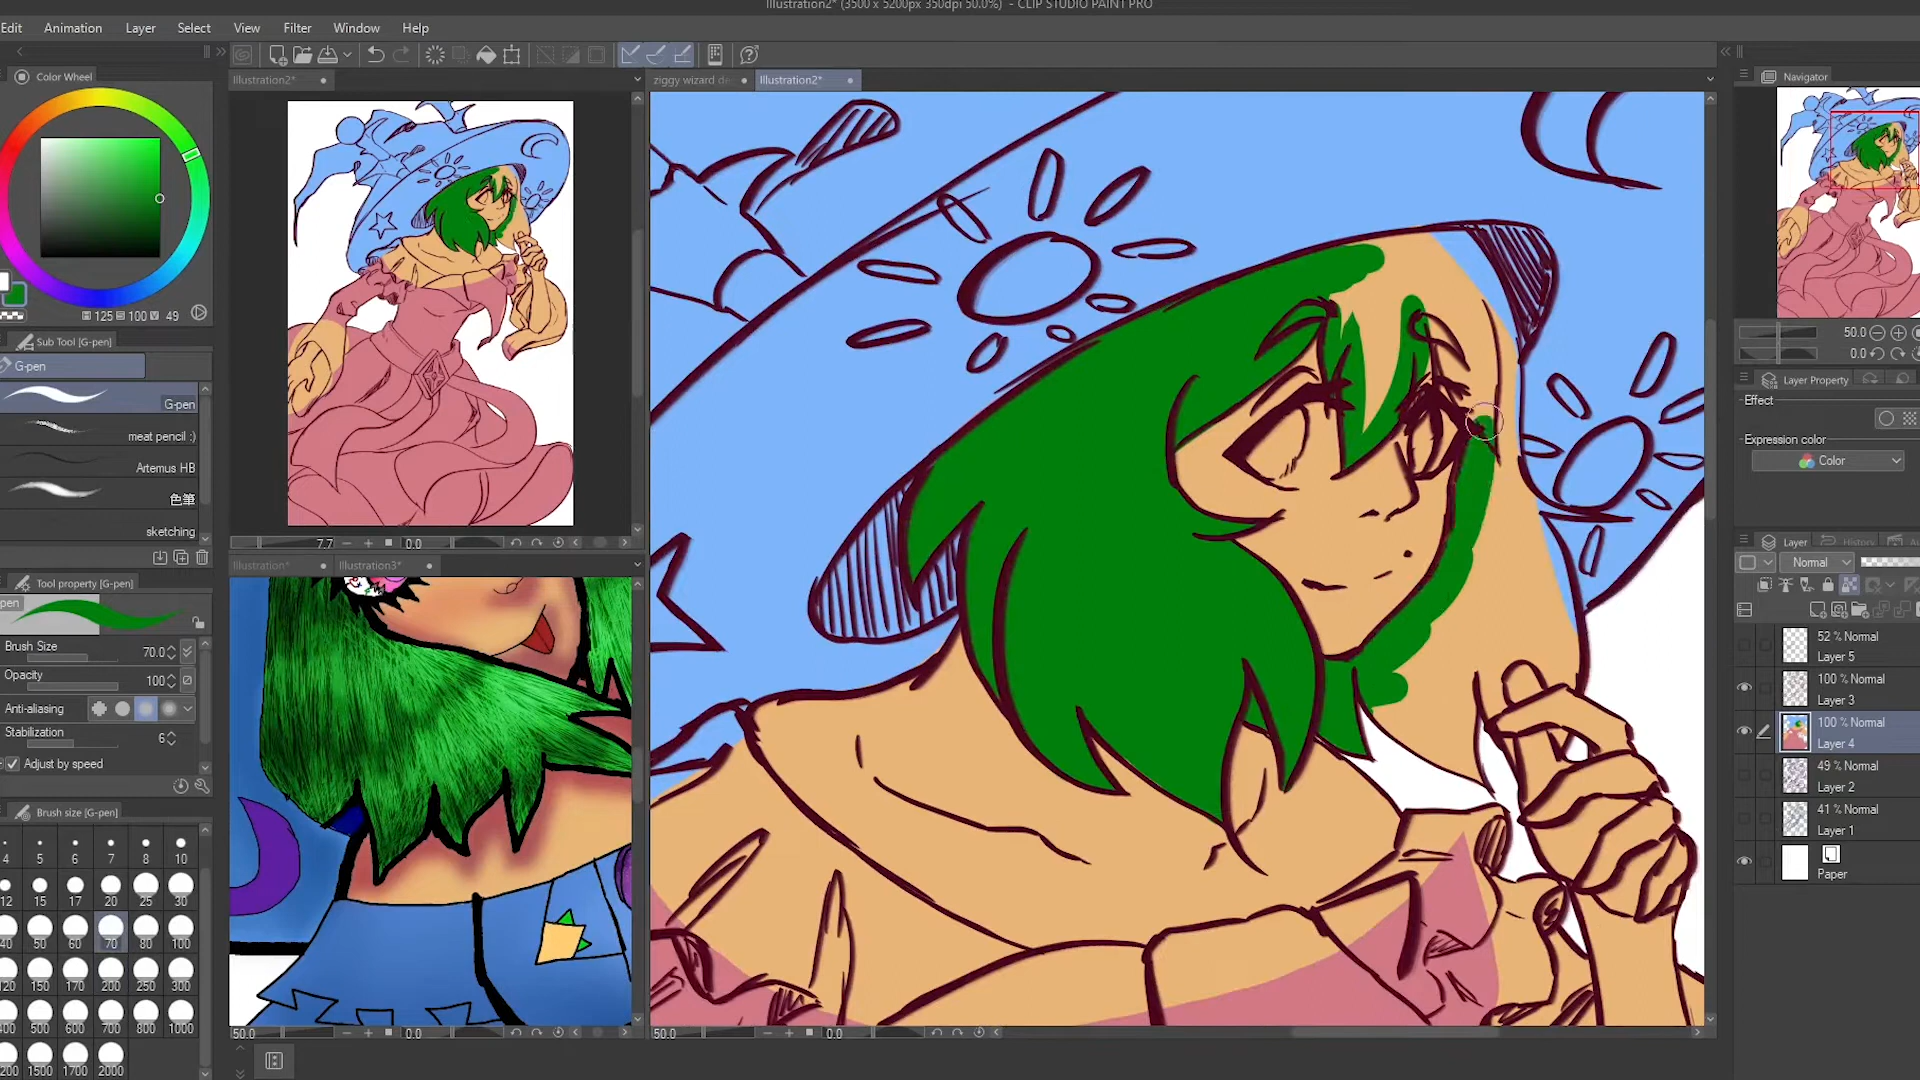 Illustration2* (3500 x 5200px 350dpi 50.0%) - CLIP STUDIO PAINT PRO
Edit Animation Layer Select View Filter Window Help
Color Wheel
H 125 S 100 V 49
Sub Tool [G-pen]
G-pen
G-pen
meat pencil :)
Artemus HB
色筆
sketching
Tool property [G-pen]
pen
Brush Size 70.0
Opacity 100
Anti-aliasing
Stabilization 6
Adjust by speed
Brush size [G-pen]
4 5 6 7 8 10
12 15 17 20 25 30
40 50 60 70 80 100
120 150 170 200 250 300
400 500 600 700 800 1000
1200 1500 1700 2000
Illustration2*
7.7 0.0
Illustration* Illustration3*
50.0 0.0
ziggy wizard de Illustration2*
50.0 0.0
Navigator
50.0
0.0
Layer Property
Effect
Expression color
Color
Layer History Au
Normal
52 % Normal
Layer 5
100 % Normal
Layer 3
100 % Normal
Layer 4
49 % Normal
Layer 2
41 % Normal
Layer 1
Paper